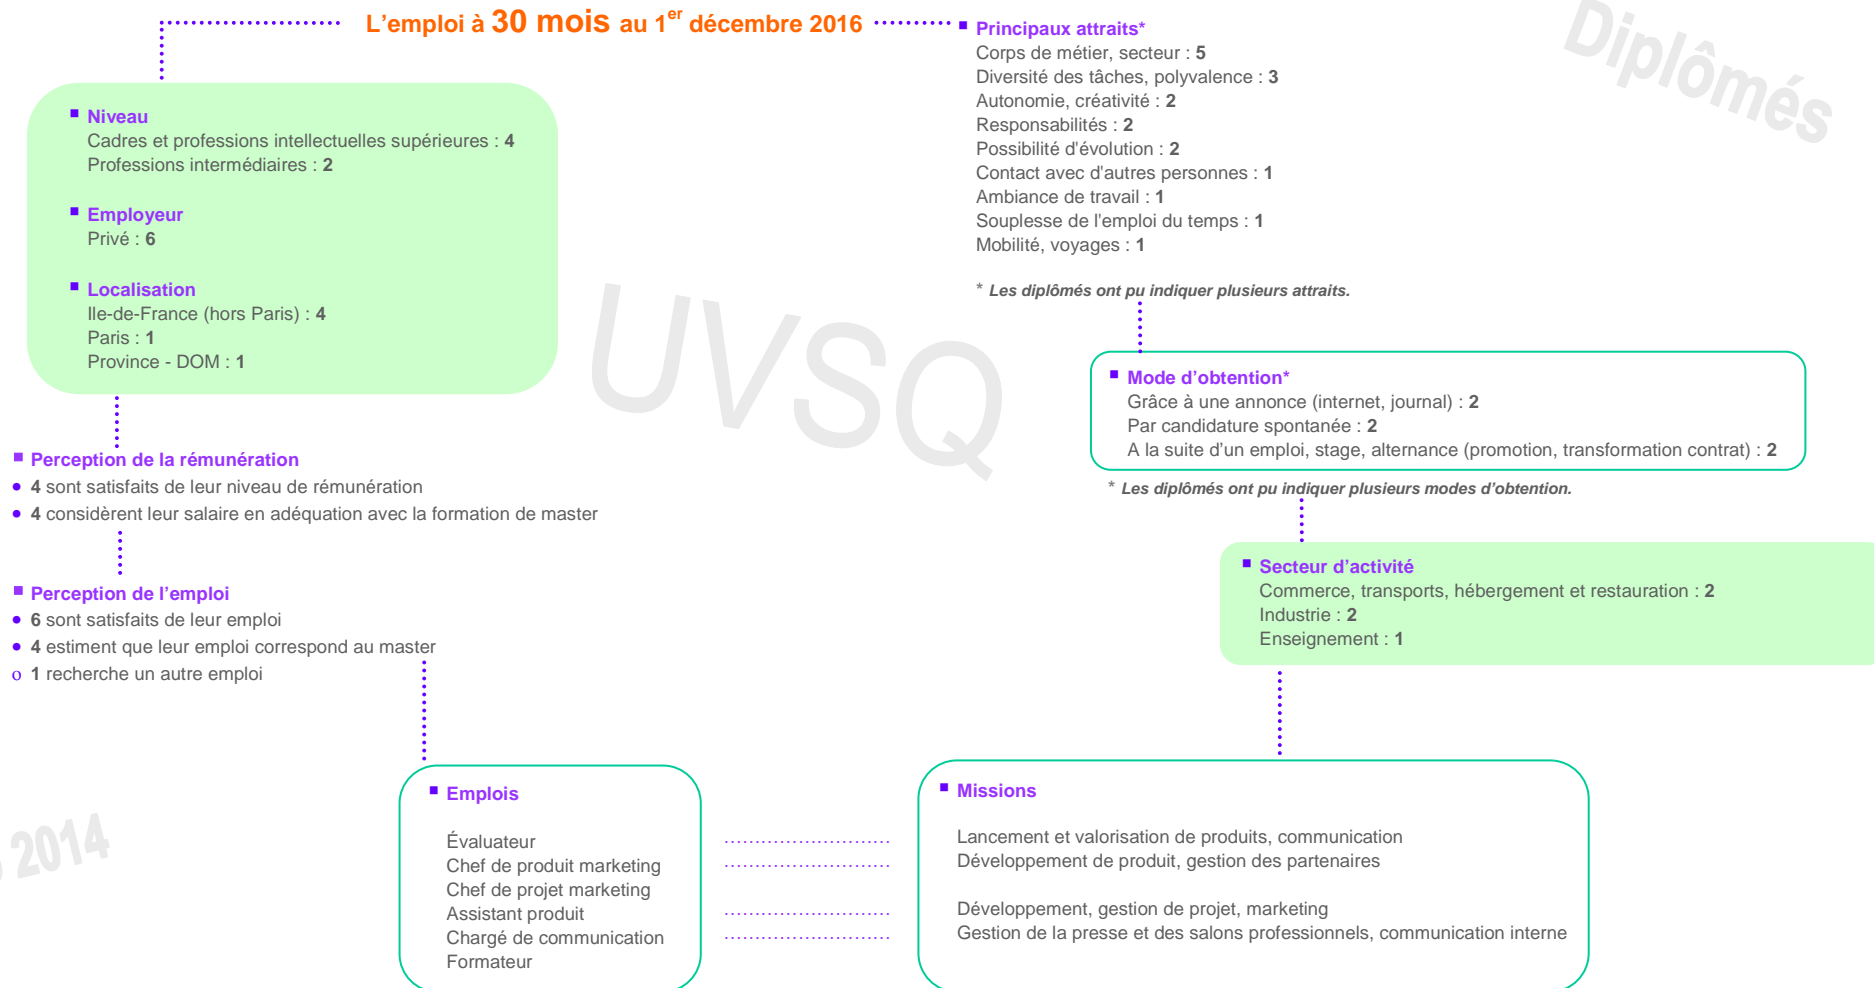 L'emploi à 30 mois au 1er décembre 2016
Niveau
Cadres et professions intellectuelles supérieures : 4
Professions intermédiaires : 2
Employeur
Privé : 6
Localisation
Ile-de-France (hors Paris) : 4
Paris : 1
Province - DOM : 1
Perception de la rémunération
4 sont satisfaits de leur niveau de rémunération
4 considèrent leur salaire en adéquation avec la formation de master
Perception de l'emploi
6 sont satisfaits de leur emploi
4 estiment que leur emploi correspond au master
o 1 recherche un autre emploi
Principaux attraits*
Corps de métier, secteur : 5
Diversité des tâches, polyvalence : 3
Autonomie, créativité : 2
Responsabilités : 2
Possibilité d'évolution : 2
Contact avec d'autres personnes : 1
Ambiance de travail : 1
Souplesse de l'emploi du temps : 1
Mobilité, voyages : 1
* Les diplômés ont pu indiquer plusieurs attraits.
Mode d'obtention*
Grâce à une annonce (internet, journal) : 2
Par candidature spontanée : 2
A la suite d'un emploi, stage, alternance (promotion, transformation contrat) : 2
* Les diplômés ont pu indiquer plusieurs modes d'obtention.
Secteur d'activité
Commerce, transports, hébergement et restauration : 2
Industrie : 2
Enseignement : 1
Emplois
Évaluateur
Chef de produit marketing
Chef de projet marketing
Assistant produit
Chargé de communication
Formateur
Missions
Lancement et valorisation de produits, communication
Développement de produit, gestion des partenaires
Développement, gestion de projet, marketing
Gestion de la presse et des salons professionnels, communication interne
Diplômés
UVSQ
2014